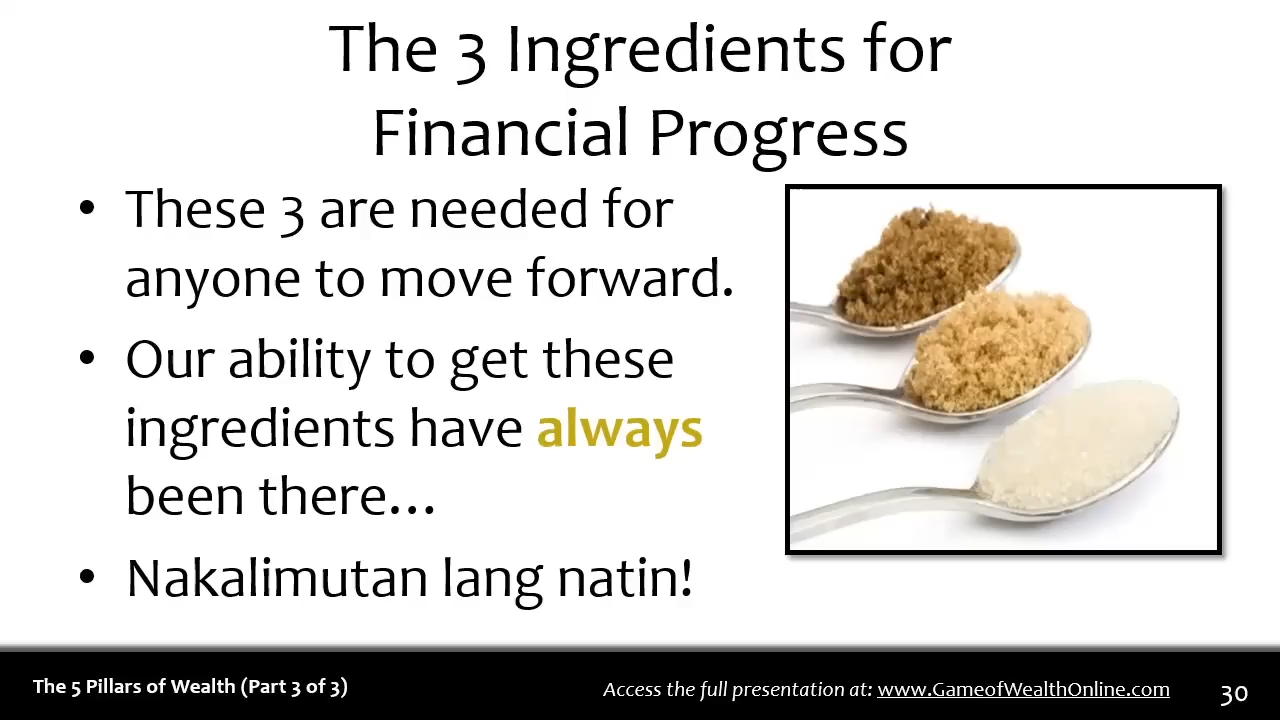 The 3 Ingredients for
Financial Progress
• These 3 are needed for
anyone to move forward.
• Our ability to get these
ingredients have always
been there…
• Nakalimutan lang natin!
The 5 Pillars of Wealth (Part 3 of 3)
Access the full presentation at: www.GameofWealthOnline.com
30